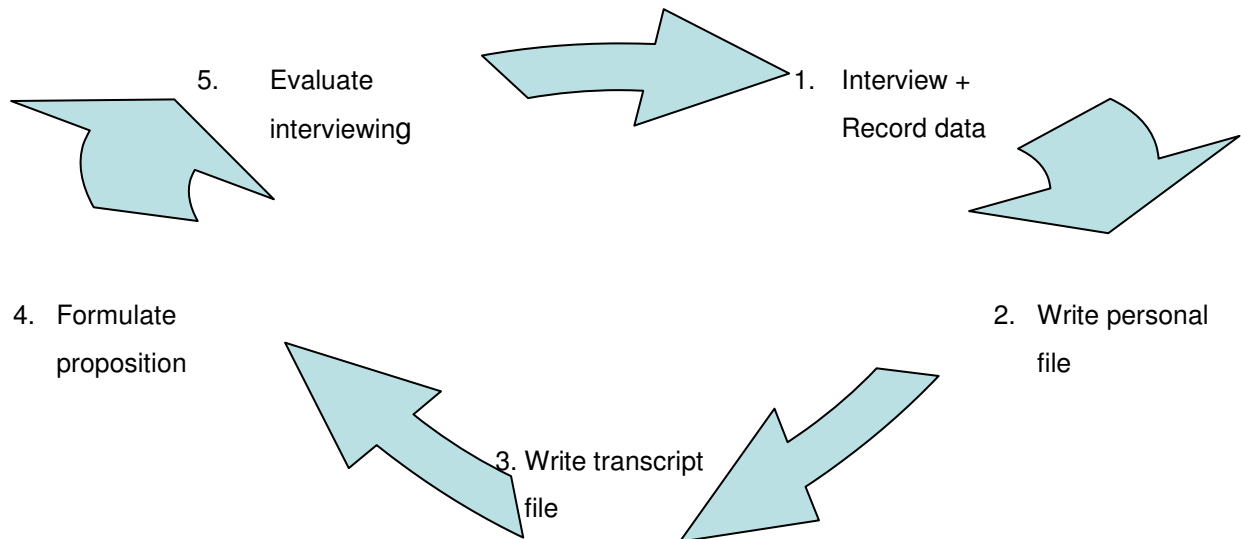 5. Evaluate
interviewing
1. Interview +
Record data
4. Formulate
proposition
2. Write personal
file
3. Write transcript
file